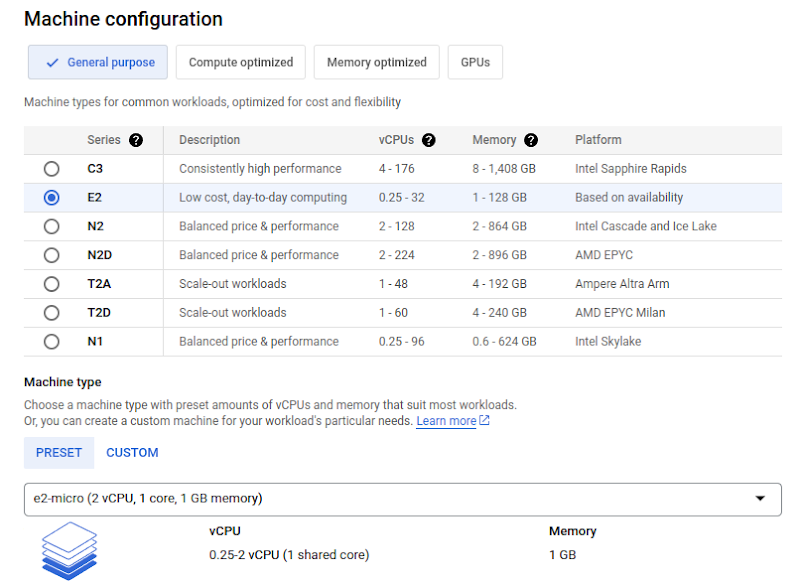 Machine configuration
General purpose Compute optimized Memory optimized GPUs
Machine types for common workloads, optimized for cost and flexibility
Series Description vCPUs Memory Platform
C3 Consistently high performance 4 - 176 8 - 1,408 GB Intel Sapphire Rapids
E2 Low cost, day-to-day computing 0.25 - 32 1 - 128 GB Based on availability
N2 Balanced price & performance 2 - 128 2 - 864 GB Intel Cascade and Ice Lake
N2D Balanced price & performance 2 - 224 2 - 896 GB AMD EPYC
T2A Scale-out workloads 1 - 48 4 - 192 GB Ampere Altra Arm
T2D Scale-out workloads 1 - 60 4 - 240 GB AMD EPYC Milan
N1 Balanced price & performance 0.25 - 96 0.6 - 624 GB Intel Skylake
Machine type
Choose a machine type with preset amounts of vCPUs and memory that suit most workloads.
Or, you can create a custom machine for your workload's particular needs. Learn more
PRESET CUSTOM
e2-micro (2 vCPU, 1 core, 1 GB memory)
vCPU Memory
0.25-2 vCPU (1 shared core) 1 GB